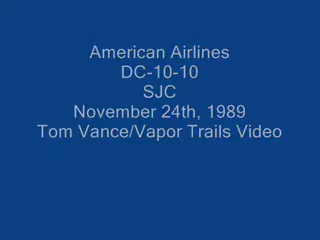 American Airlines
DC-10-10
SJC
November 24th, 1989
Tom Vance/Vapor Trails Video